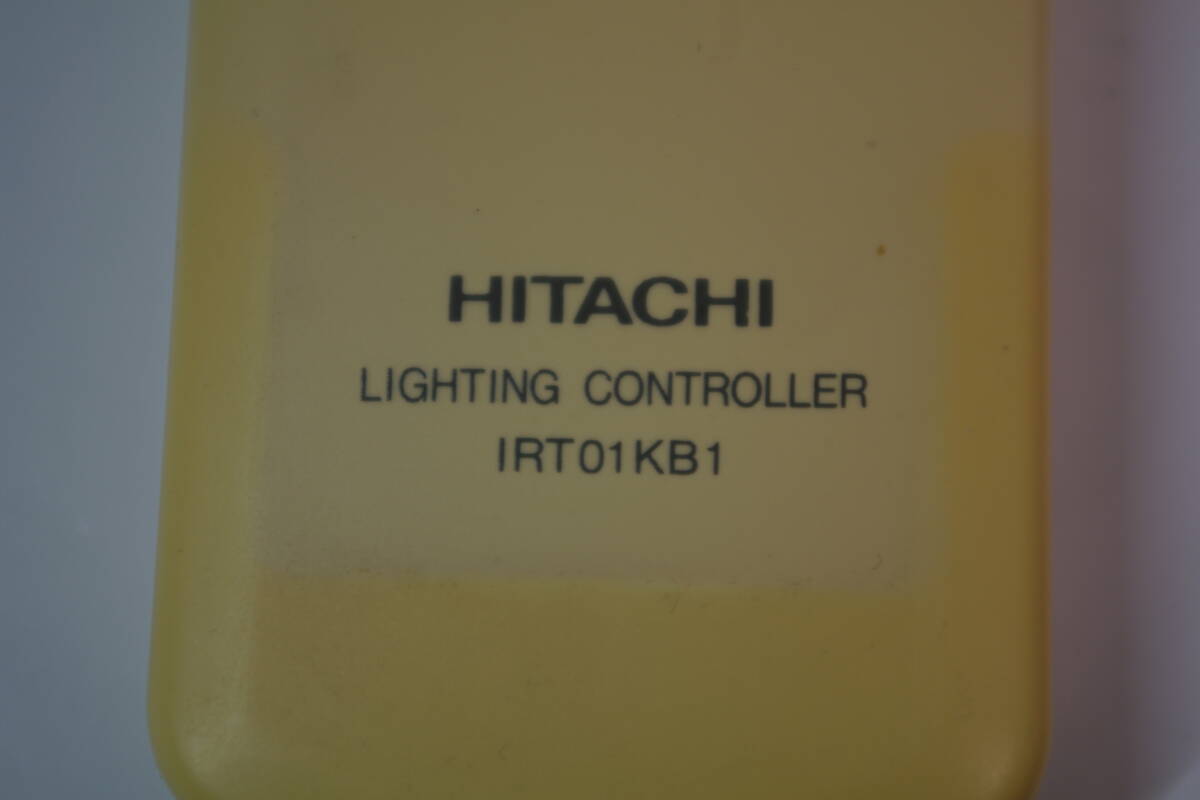 HITACHI
LIGHTING CONTROLLER
IRT01KB1